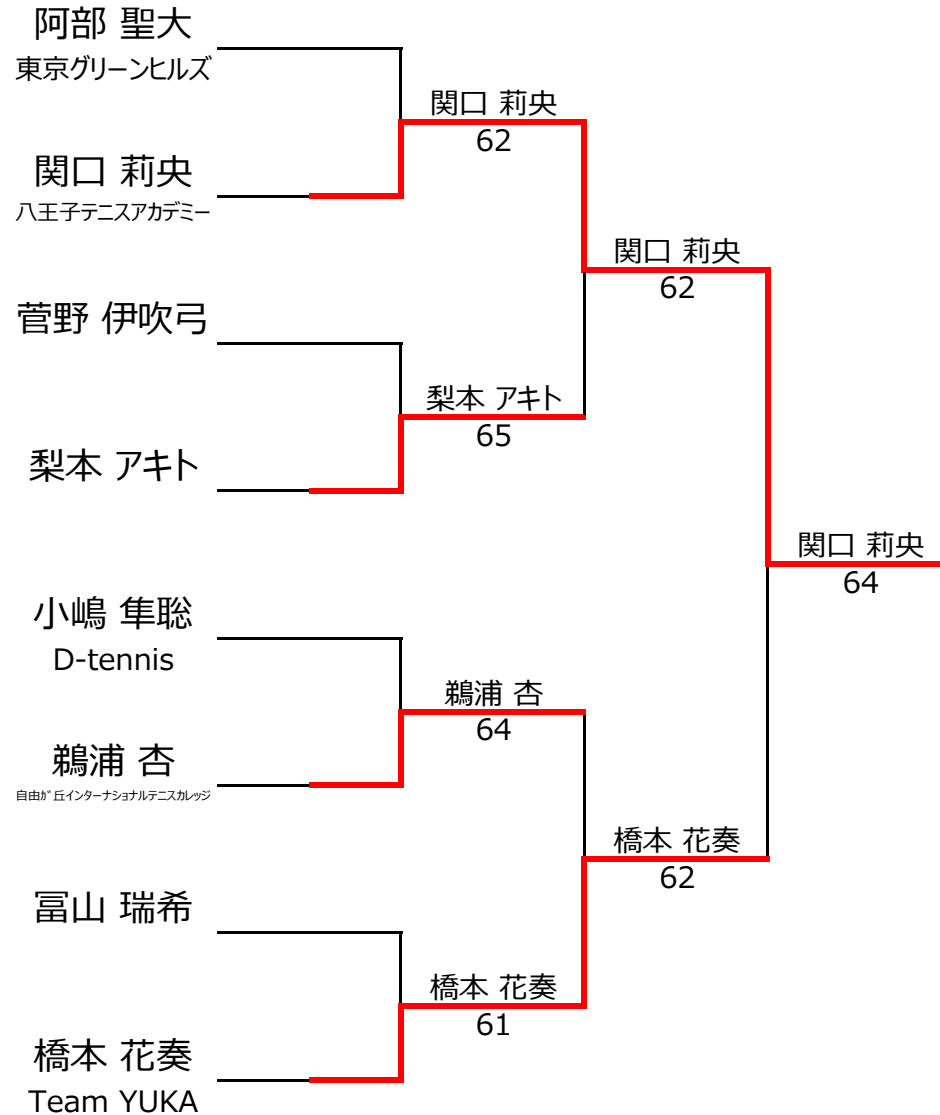 阿部 聖大
東京グリーンヒルズ
関口 莉央
62
関口 莉央
八王子テニスアカデミー
関口 莉央
62
菅野 伊吹弓
梨本 アキト
65
梨本 アキト
関口 莉央
64
小嶋 隼聡
D-tennis
鵜浦 杏
64
鵜浦 杏
自由が丘インターナショナルテニスカレッジ
橋本 花奏
62
冨山 瑞希
橋本 花奏
61
橋本 花奏
Team YUKA